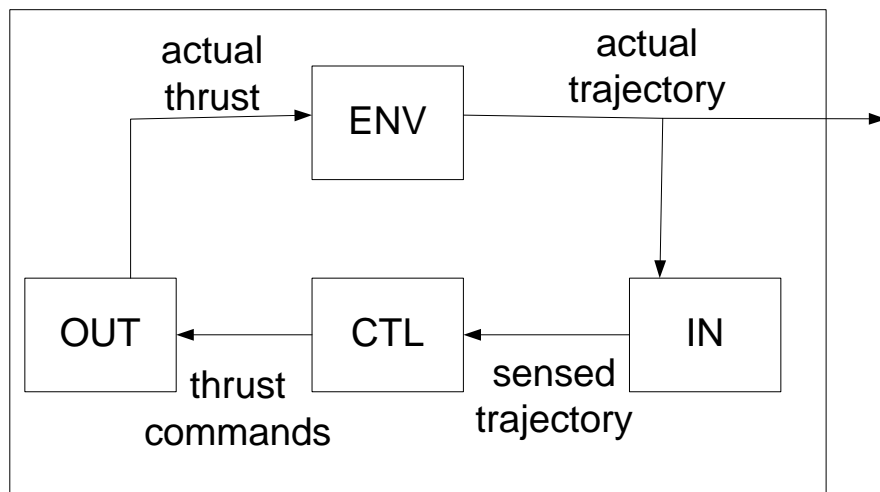 actual
thrust
ENV
actual
trajectory
OUT
CTL
IN
thrust
commands
sensed
trajectory